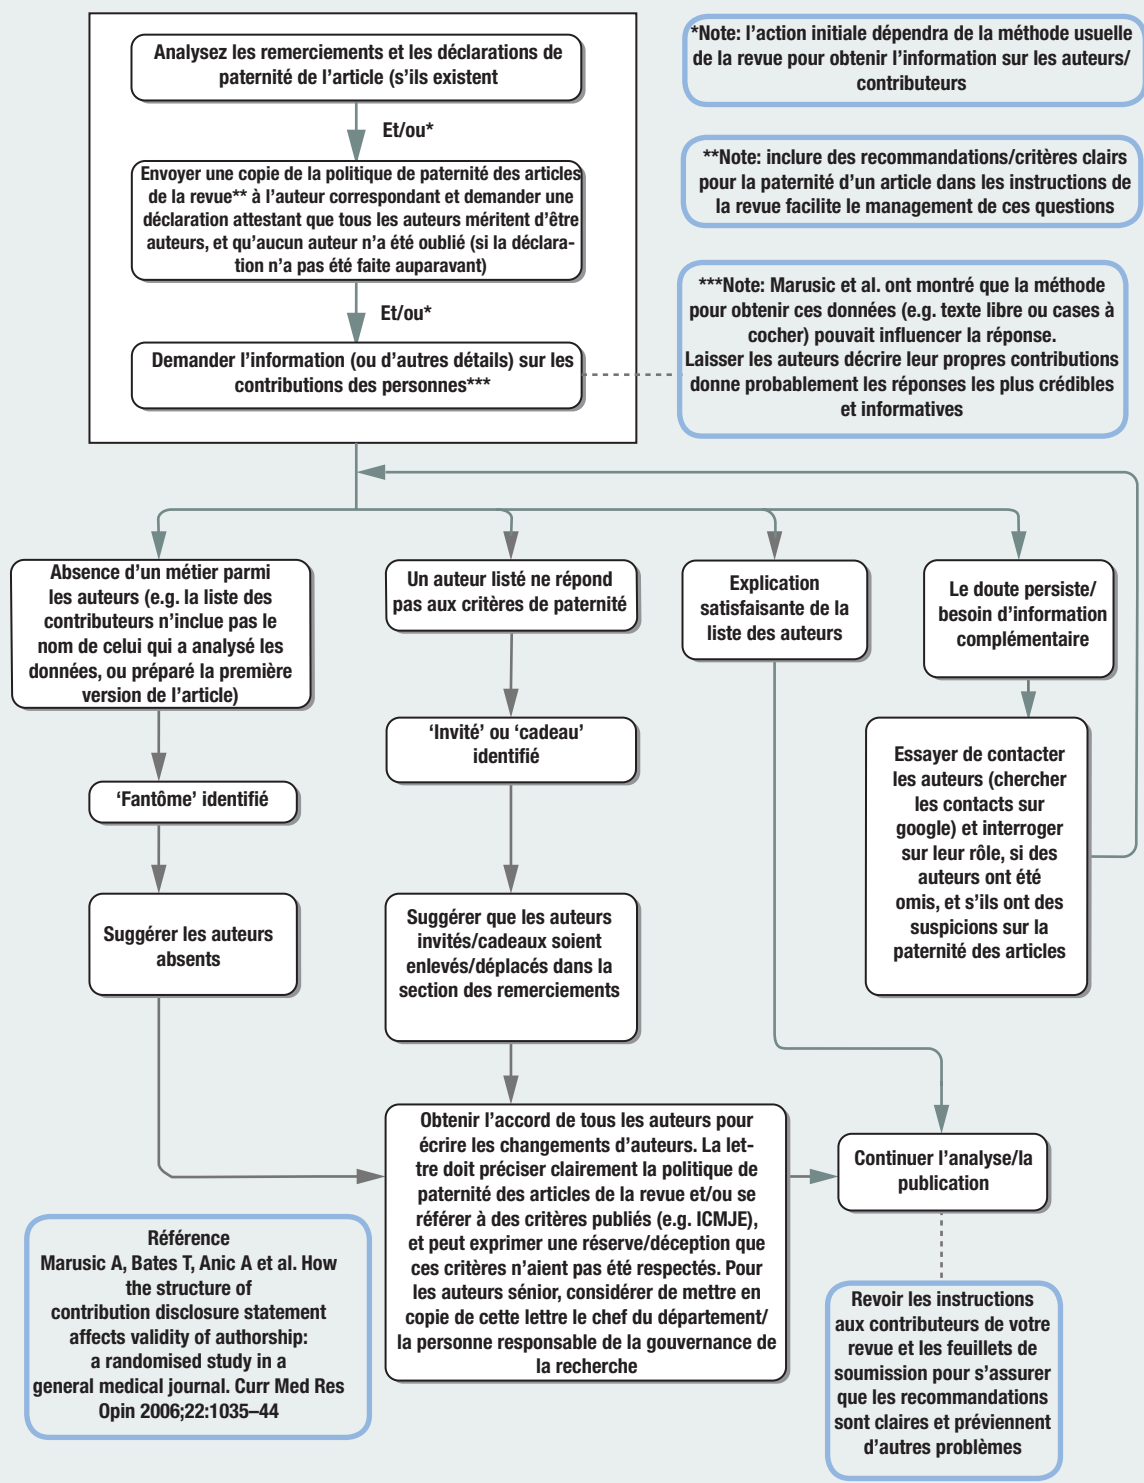 Analysez les remerciements et les déclarations de
paternité de l'article (s'ils existent
Et/ou*
Envoyer une copie de la politique de paternité des articles
de la revue** à l'auteur correspondant et demander une
déclaration attestant que tous les auteurs méritent d'être
auteurs, et qu'aucun auteur n'a été oublié (si la déclara-
tion n'a pas été faite auparavant)
Et/ou*
Demander l'information (ou d'autres détails) sur les
contributions des personnes***
*Note: l'action initiale dépendra de la méthode usuelle
de la revue pour obtenir l'information sur les auteurs/
contributeurs
**Note: inclure des recommandations/critères clairs
pour la paternité d'un article dans les instructions de
la revue facilite le management de ces questions
***Note: Marusic et al. ont montré que la méthode
pour obtenir ces données (e.g. texte libre ou cases à
cocher) pouvait influencer la réponse.
Laisser les auteurs décrire leur propres contributions
donne probablement les réponses les plus crédibles
et informatives
Absence d'un métier parmi
les auteurs (e.g. la liste des
contributeurs n'inclue pas le
nom de celui qui a analysé les
données, ou préparé la première
version de l'article)
'Fantôme' identifié
Suggérer les auteurs
absents
Un auteur listé ne répond
pas aux critères de paternité
'Invité' ou 'cadeau'
identifié
Suggérer que les auteurs
invités/cadeaux soient
enlevés/déplacés dans la
section des remerciements
Explication
satisfaisante de la
liste des auteurs
Le doute persiste/
besoin d'information
complémentaire
Essayer de contacter
les auteurs (chercher
les contacts sur
google) et interroger
sur leur rôle, si des
auteurs ont été
omis, et s'ils ont des
suspicions sur la
paternité des articles
Obtenir l'accord de tous les auteurs pour
écrire les changements d'auteurs. La let-
tre doit préciser clairement la politique de
paternité des articles de la revue et/ou se
référer à des critères publiés (e.g. ICMJE),
et peut exprimer une réserve/déception que
ces critères n'aient pas été respectés. Pour
les auteurs sénior, considérer de mettre en
copie de cette lettre le chef du département/
la personne responsable de la gouvernance de
la recherche
Continuer l'analyse/la
publication
Référence
Marusic A, Bates T, Anic A et al. How
the structure of
contribution disclosure statement
affects validity of authorship:
a randomised study in a
general medical journal. Curr Med Res
Opin 2006;22:1035–44
Revoir les instructions
aux contributeurs de votre
revue et les feuillets de
soumission pour s'assurer
que les recommandations
sont claires et préviennent
d'autres problèmes